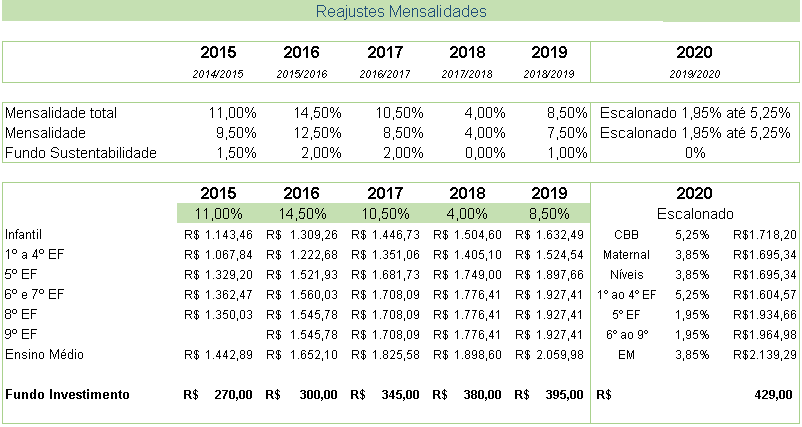 Reajustes Mensalidades
2015 2016 2017 2018 2019 2020
2014/2015 2015/2016 2016/2017 2017/2018 2018/2019 2019/2020
Mensalidade total 11,00% 14,50% 10,50% 4,00% 8,50% Escalonado 1,95% até 5,25%
Mensalidade 9,50% 12,50% 8,50% 4,00% 7,50% Escalonado 1,95% até 5,25%
Fundo Sustentabilidade 1,50% 2,00% 2,00% 0,00% 1,00% 0%
2015 2016 2017 2018 2019 2020
11,00% 14,50% 10,50% 4,00% 8,50% Escalonado
Infantil R$ 1.143,46 R$ 1.309,26 R$ 1.446,73 R$ 1.504,60 R$ 1.632,49 CBB 5,25% R$1.718,20
1º a 4º EF R$ 1.067,84 R$ 1.222,68 R$ 1.351,06 R$ 1.405,10 R$ 1.524,54 Maternal 3,85% R$1.695,34
5º EF R$ 1.329,20 R$ 1.521,93 R$ 1.681,73 R$ 1.749,00 R$ 1.897,66 Níveis 3,85% R$1.695,34
6º e 7º EF R$ 1.362,47 R$ 1.560,03 R$ 1.708,09 R$ 1.776,41 R$ 1.927,41 1º ao 4º EF 5,25% R$1.604,57
8º EF R$ 1.350,03 R$ 1.545,78 R$ 1.708,09 R$ 1.776,41 R$ 1.927,41 5º EF 1,95% R$1.934,66
9º EF R$ 1.545,78 R$ 1.708,09 R$ 1.776,41 R$ 1.927,41 6º ao 9º 1,95% R$1.964,98
Ensino Médio R$ 1.442,89 R$ 1.652,10 R$ 1.825,58 R$ 1.898,60 R$ 2.059,98 EM 3,85% R$2.139,29
Fundo Investimento R$ 270,00 R$ 300,00 R$ 345,00 R$ 380,00 R$ 395,00 R$ 429,00